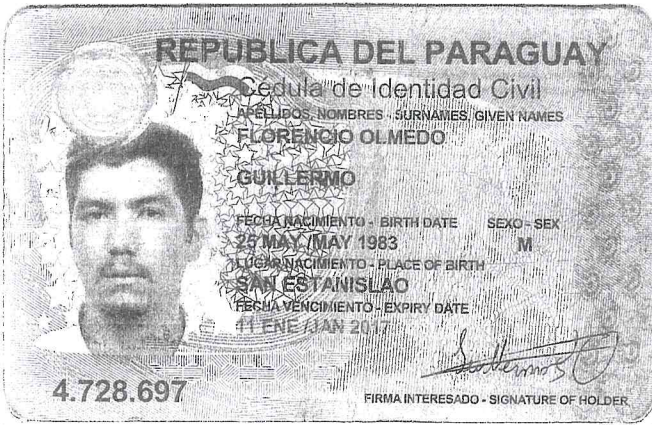 REPUBLICA DEL PARAGUAY
Cédula de Identidad Civil
APELLIDOS, NOMBRES - SURNAMES, GIVEN NAMES
FLORENCIO OLMEDO
GUILLERMO
FECHA NACIMIENTO - BIRTH DATE SEXO - SEX
25 MAY /MAY 1983 M
LUGAR NACIMIENTO - PLACE OF BIRTH
SAN ESTANISLAO
FECHA VENCIMIENTO - EXPIRY DATE
11 ENE /JAN 2017
4.728.697
FIRMA INTERESADO - SIGNATURE OF HOLDER